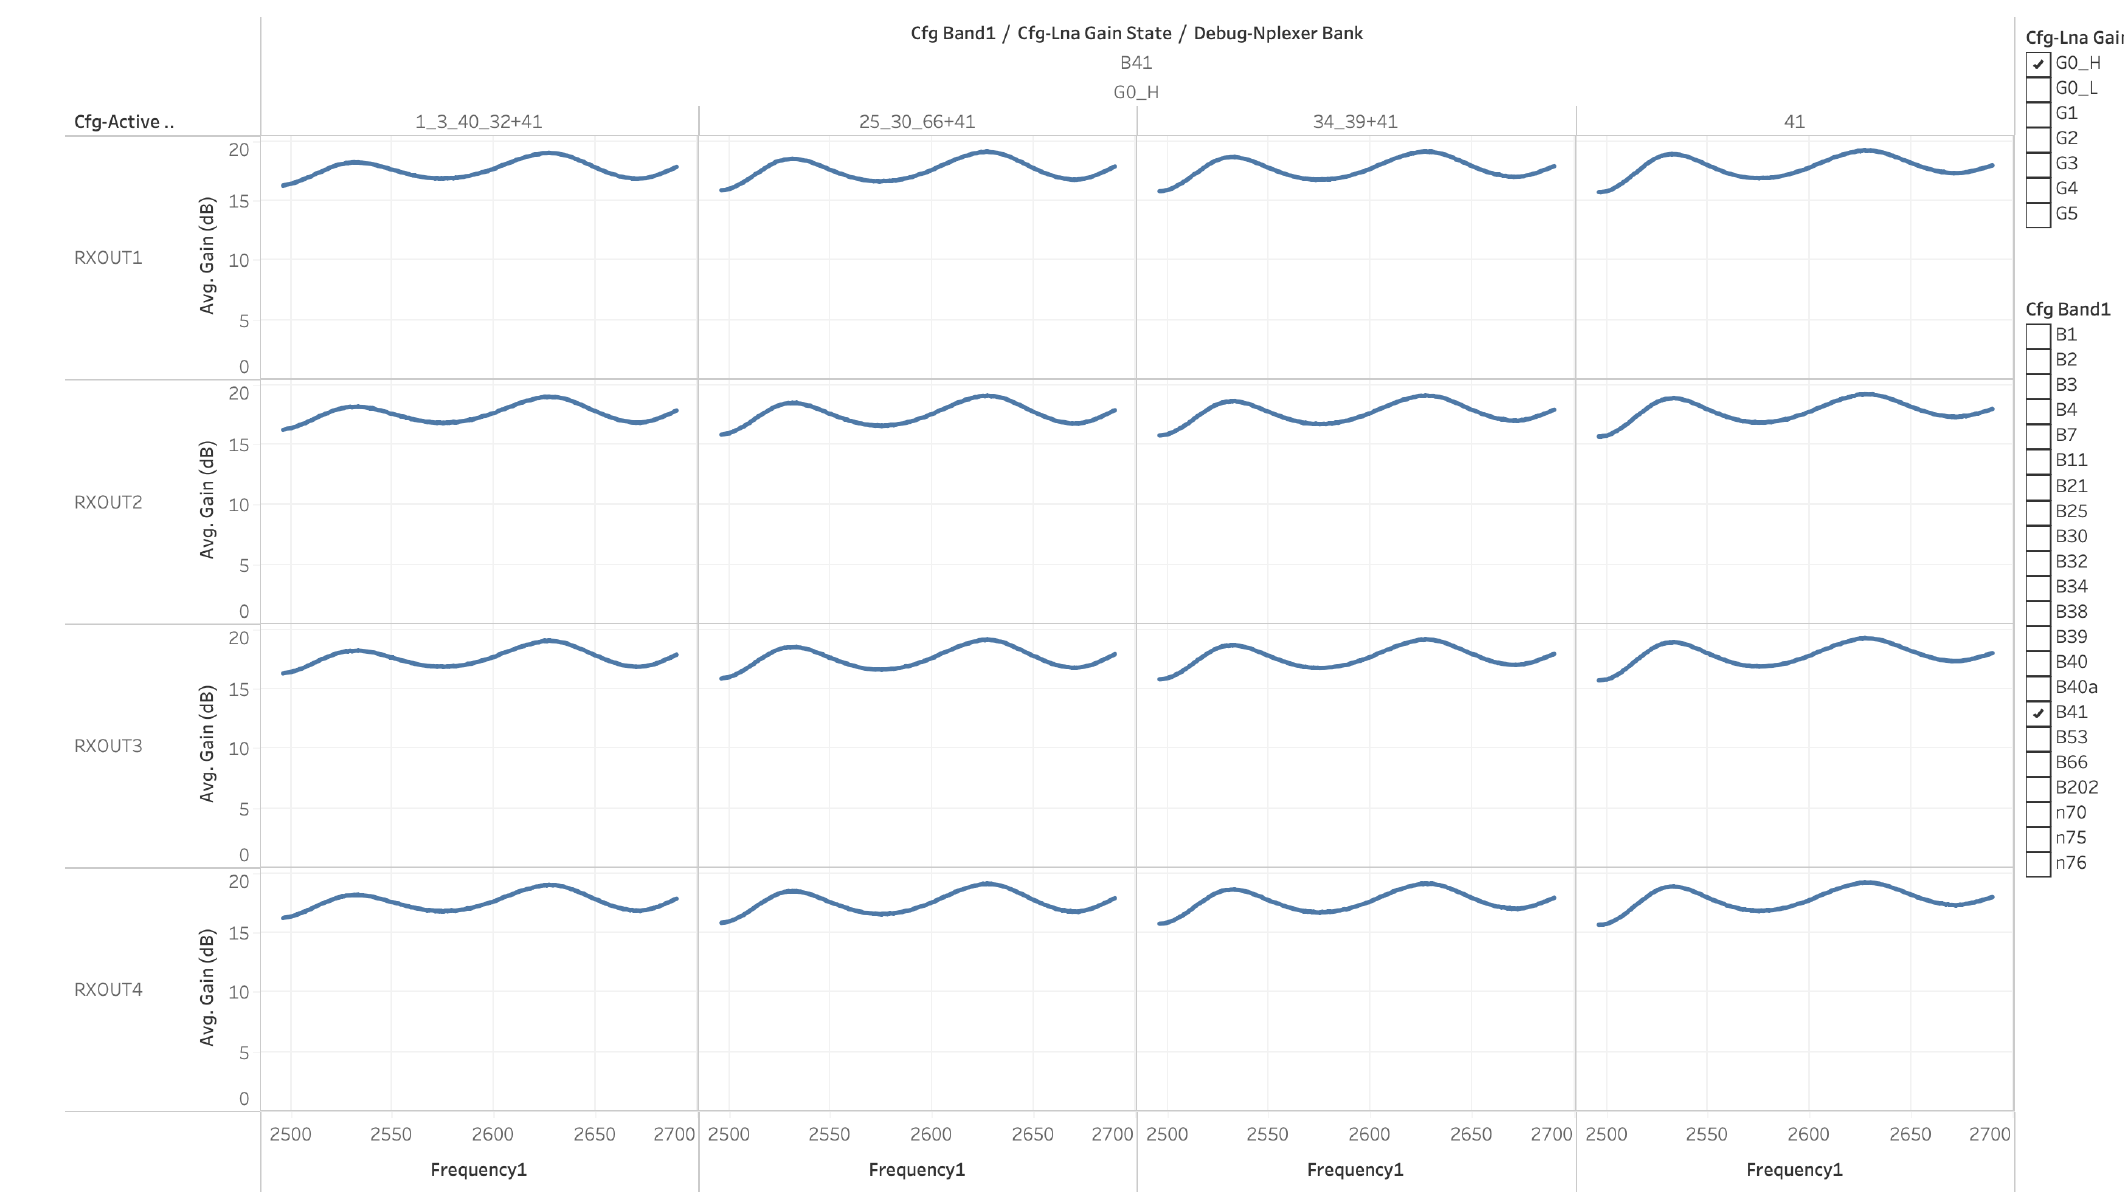 Cfg Band1 / Cfg-Lna Gain State / Debug-Nplexer Bank
B41
G0_H
Cfg-Active ..
1_3_40_32+41
25_30_66+41
34_39+41
41
RXOUT1
Avg. Gain (dB)
20
15
10
5
0
RXOUT2
Avg. Gain (dB)
20
15
10
5
0
RXOUT3
Avg. Gain (dB)
20
15
10
5
0
RXOUT4
Avg. Gain (dB)
20
15
10
5
0
2500 2550 2600 2650 2700 2500 2550 2600 2650 2700 2500 2550 2600 2650 2700 2500 2550 2600 2650 2700
Frequency1 Frequency1 Frequency1 Frequency1
Cfg-Lna Gai
G0_H
G0_L
G1
G2
G3
G4
G5
Cfg Band1
B1
B2
B3
B4
B7
B11
B21
B25
B30
B32
B34
B38
B39
B40
B40a
B41
B53
B66
B202
n70
n75
n76